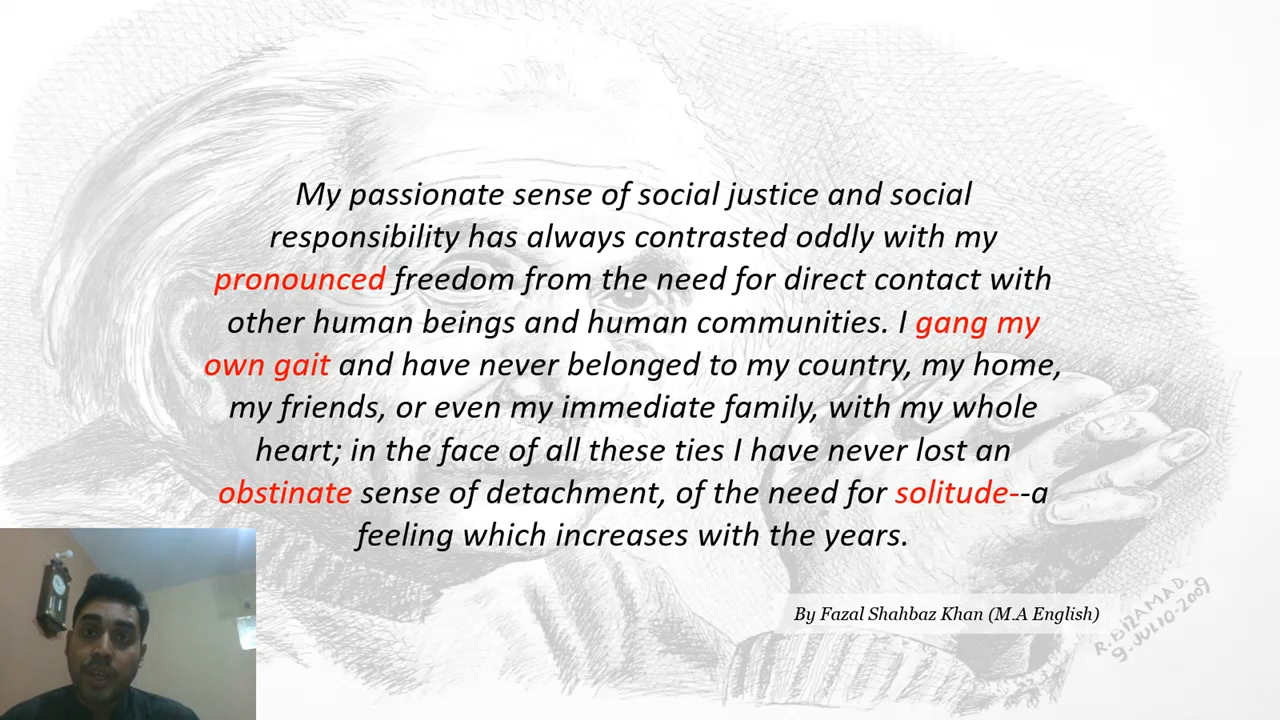 My passionate sense of social justice and social
responsibility has always contrasted oddly with my
pronounced freedom from the need for direct contact with
other human beings and human communities. I gang my
own gait and have never belonged to my country, my home,
my friends, or even my immediate family, with my whole
heart; in the face of all these ties I have never lost an
obstinate sense of detachment, of the need for solitude--a
feeling which increases with the years.
By Fazal Shahbaz Khan (M.A English)
R. BIZAMA D.
9-JULIO-2009